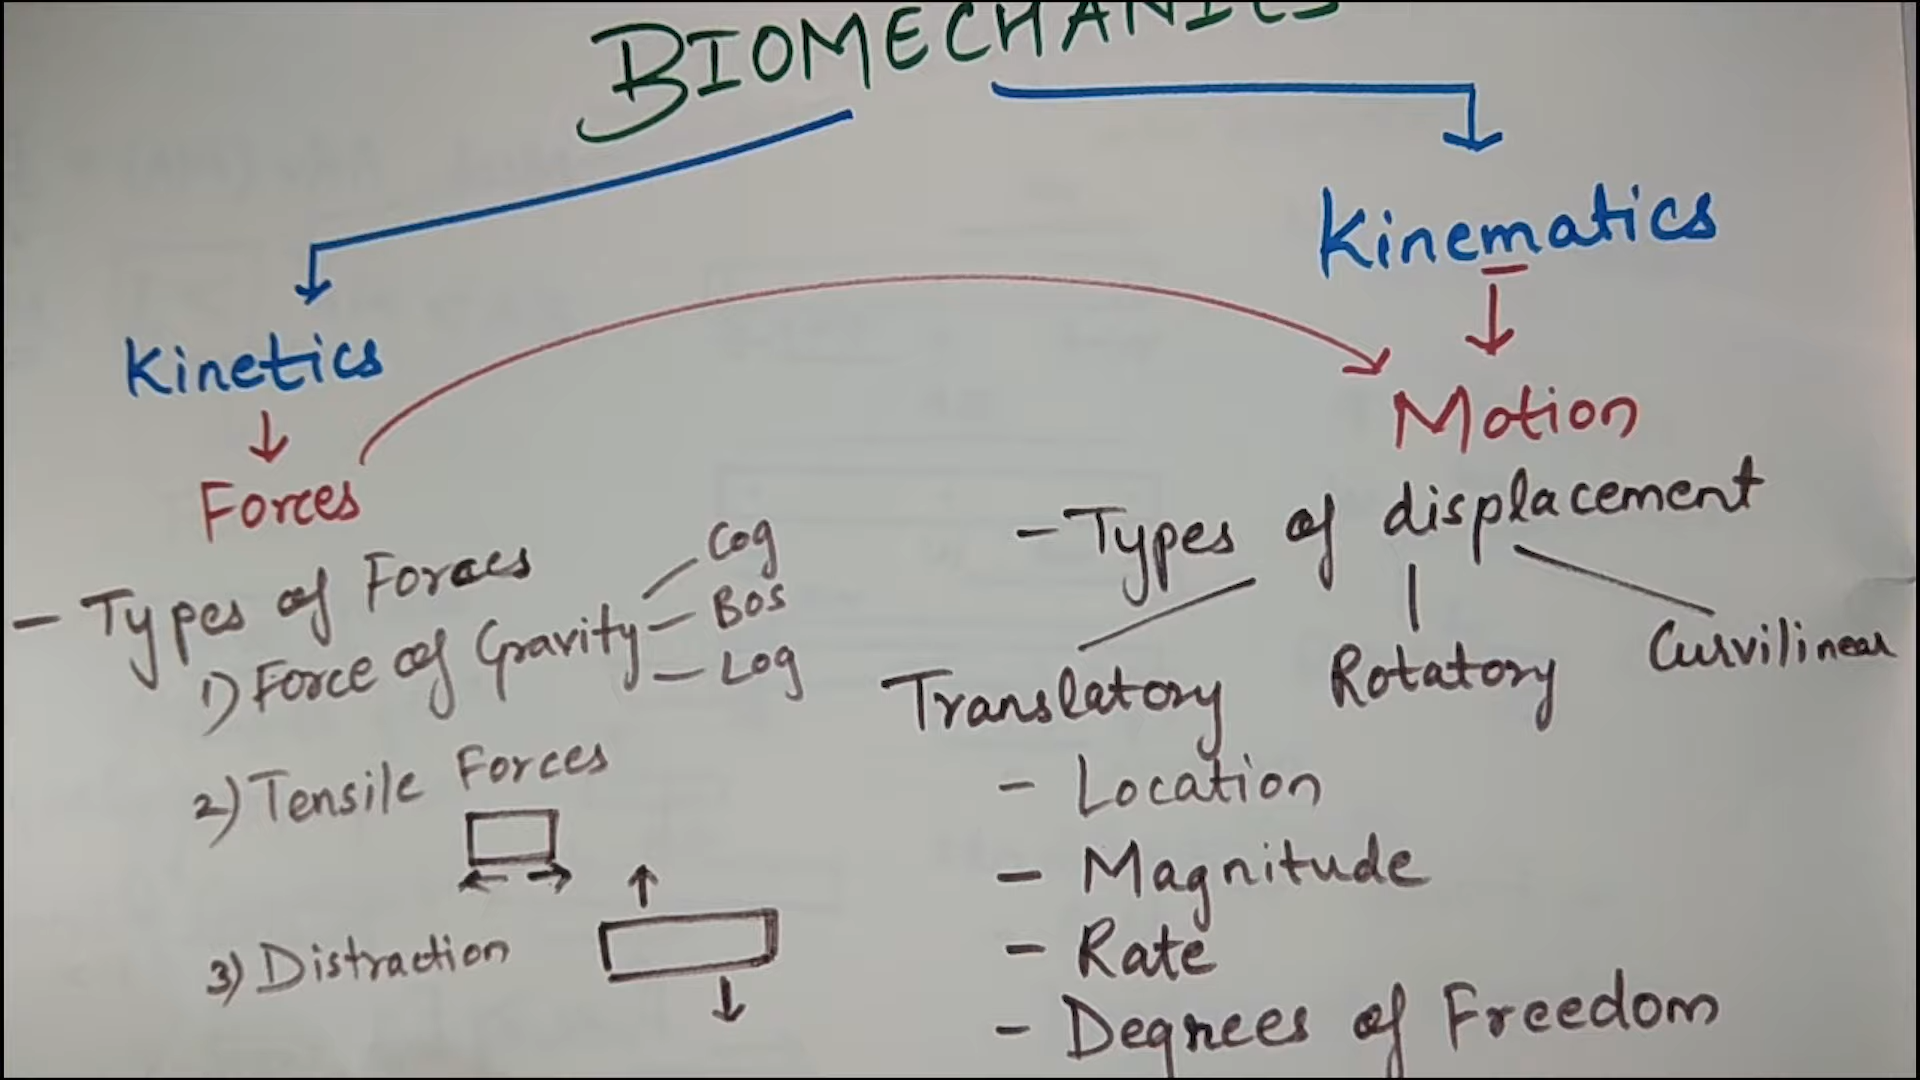 BIOMECHANICS
Kinetics
Forces
- Types of Forces
1) Force of Gravity
- Cog
- Bos
- Log
2) Tensile Forces
3) Distraction
Kinematics
Motion
- Types of displacement
Translatory
Rotatory
Curvilinear
- Location
- Magnitude
- Rate
- Degrees of Freedom